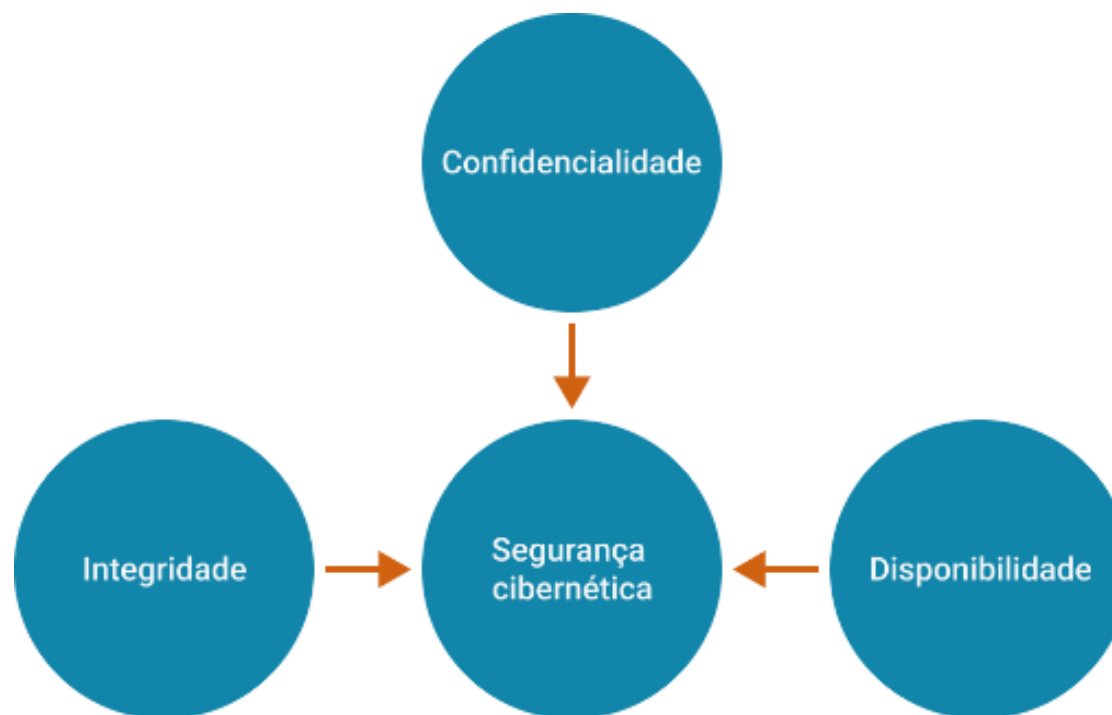 Confidencialidade
Integridade
Segurança
cibernética
Disponibilidade